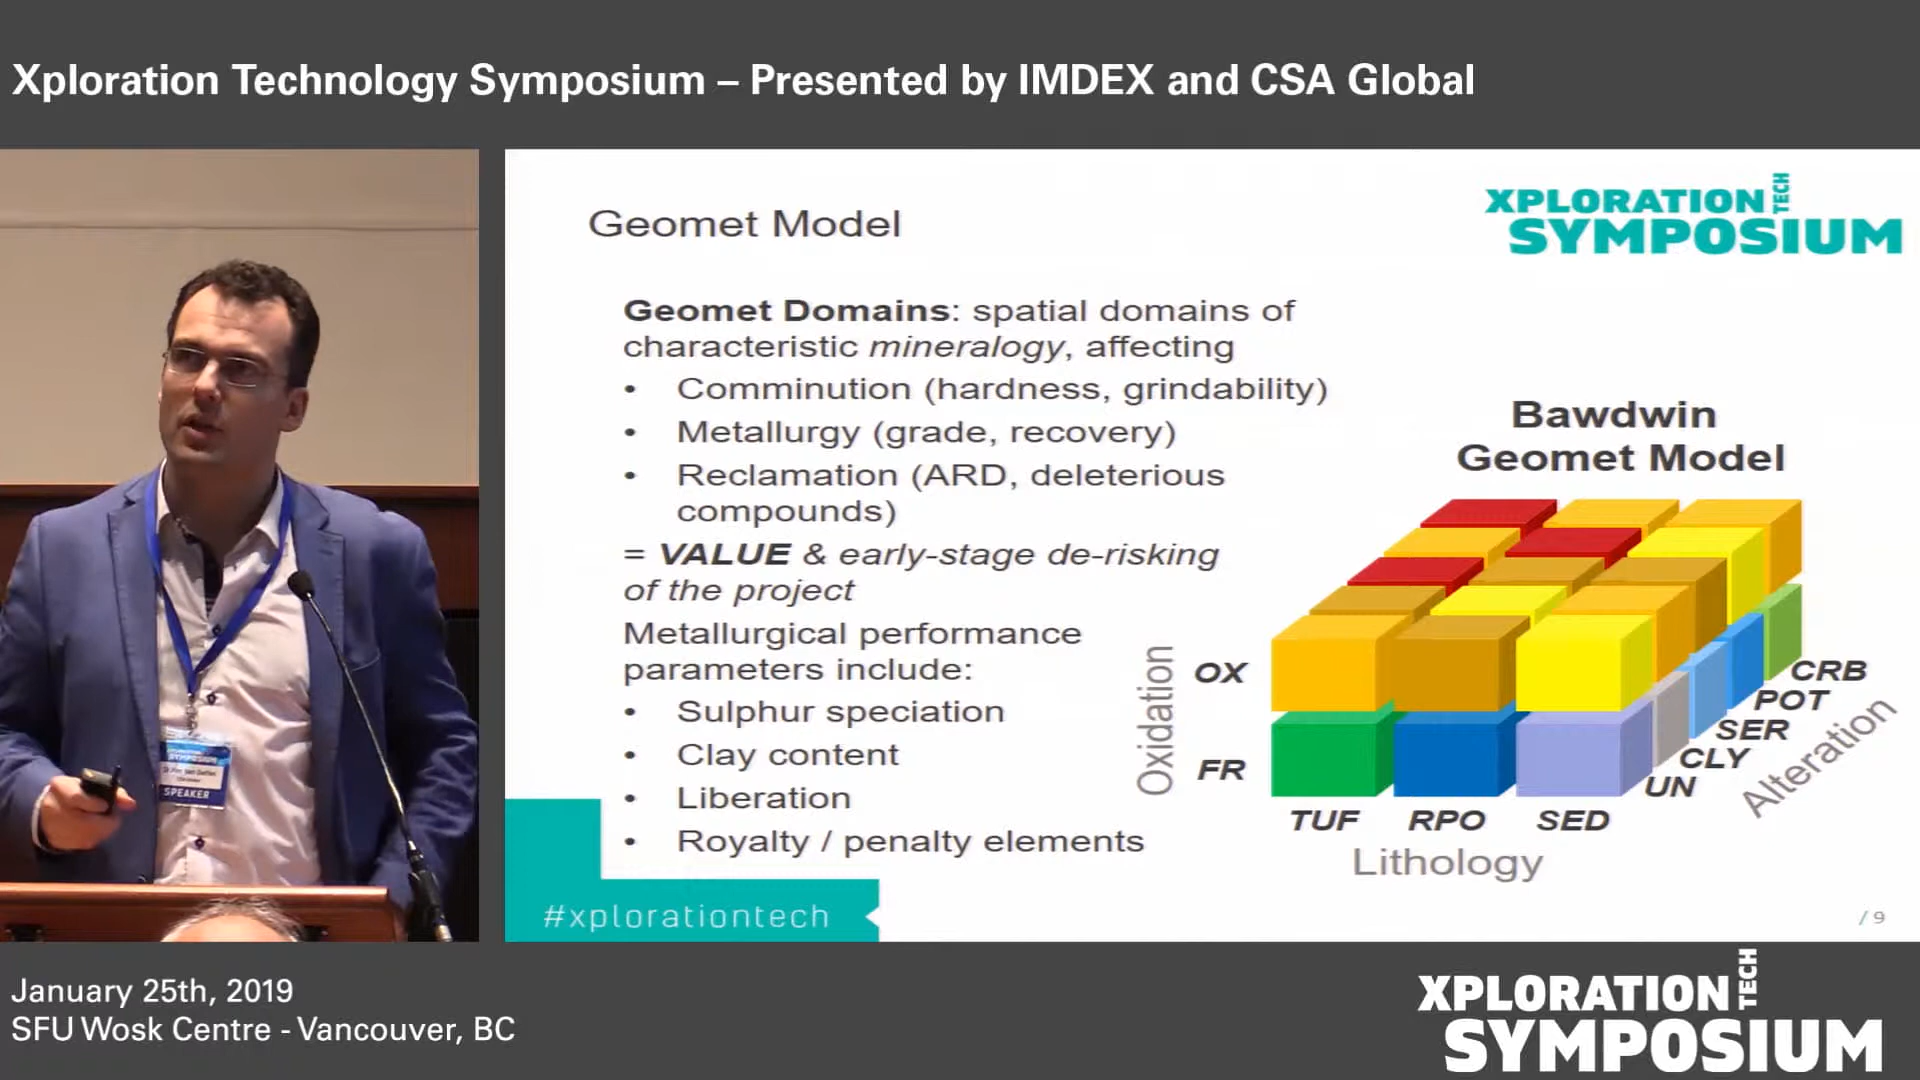 Xploration Technology Symposium – Presented by IMDEX and CSA Global
XPLORATION TECH
SYMPOSIUM
Geomet Model
Geomet Domains: spatial domains of
characteristic mineralogy, affecting
• Comminution (hardness, grindability)
• Metallurgy (grade, recovery)
• Reclamation (ARD, deleterious
compounds)
= VALUE & early-stage de-risking
of the project
Metallurgical performance
parameters include:
• Sulphur speciation
• Clay content
• Liberation
• Royalty / penalty elements
Bawdwin
Geomet Model
Oxidation
OX
FR
TUF RPO SED
Lithology
UN
CLY
SER
POT
CRB
Alteration
SYMPOSIUM
SPEAKER
#xplorationtech
/ 9
January 25th, 2019
SFU Wosk Centre - Vancouver, BC
XPLORATION TECH
SYMPOSIUM